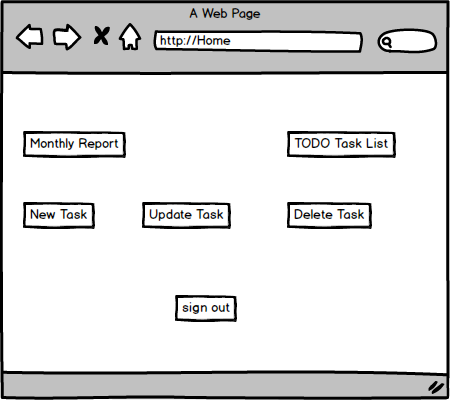 A Web Page
http://Home
Monthly Report
TODO Task List
New Task
Update Task
Delete Task
sign out